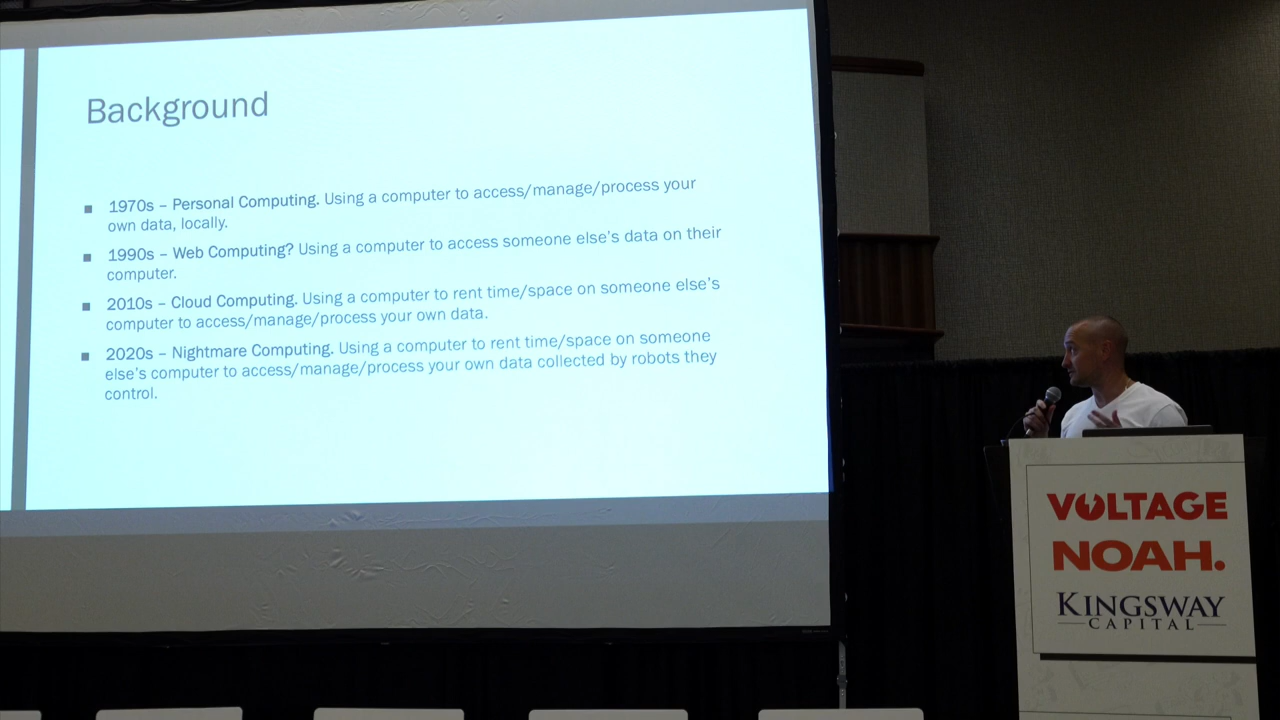 Background
1970s – Personal Computing. Using a computer to access/manage/process your
own data, locally.
1990s – Web Computing? Using a computer to access someone else's data on their
computer.
2010s – Cloud Computing. Using a computer to rent time/space on someone else's
computer to access/manage/process your own data.
2020s – Nightmare Computing. Using a computer to rent time/space on someone
else's computer to access/manage/process your own data collected by robots they
control.
VOLTAGE
NOAH.
KINGSWAY
CAPITAL